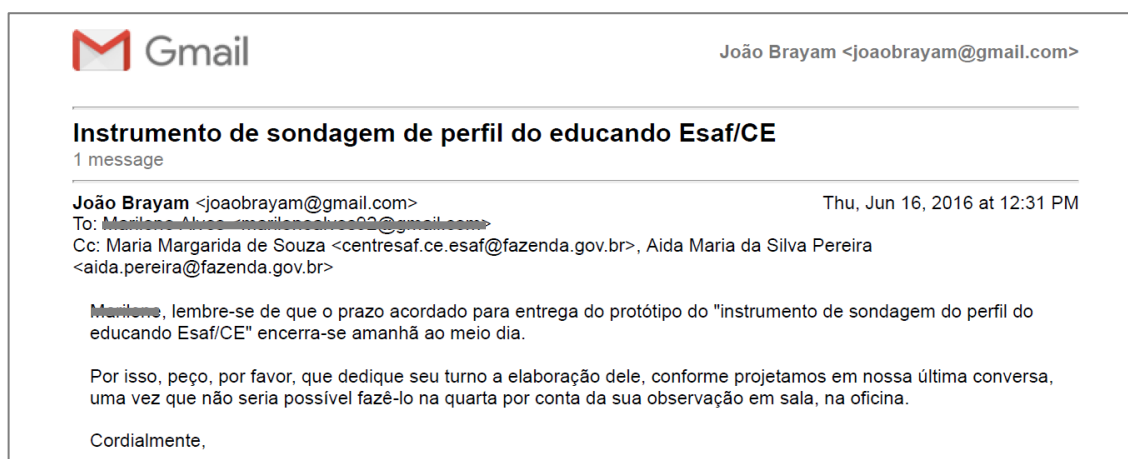 Gmail
João Brayam <joaobrayam@gmail.com>
Instrumento de sondagem de perfil do educando Esaf/CE
1 message
João Brayam <joaobrayam@gmail.com>
Thu, Jun 16, 2016 at 12:31 PM
To:
Cc: Maria Margarida de Souza <centresaf.ce.esaf@fazenda.gov.br>, Aida Maria da Silva Pereira
<aida.pereira@fazenda.gov.br>
, lembre-se de que o prazo acordado para entrega do protótipo do "instrumento de sondagem do perfil do
educando Esaf/CE" encerra-se amanhã ao meio dia.
Por isso, peço, por favor, que dedique seu turno a elaboração dele, conforme projetamos em nossa última conversa,
uma vez que não seria possível fazê-lo na quarta por conta da sua observação em sala, na oficina.
Cordialmente,